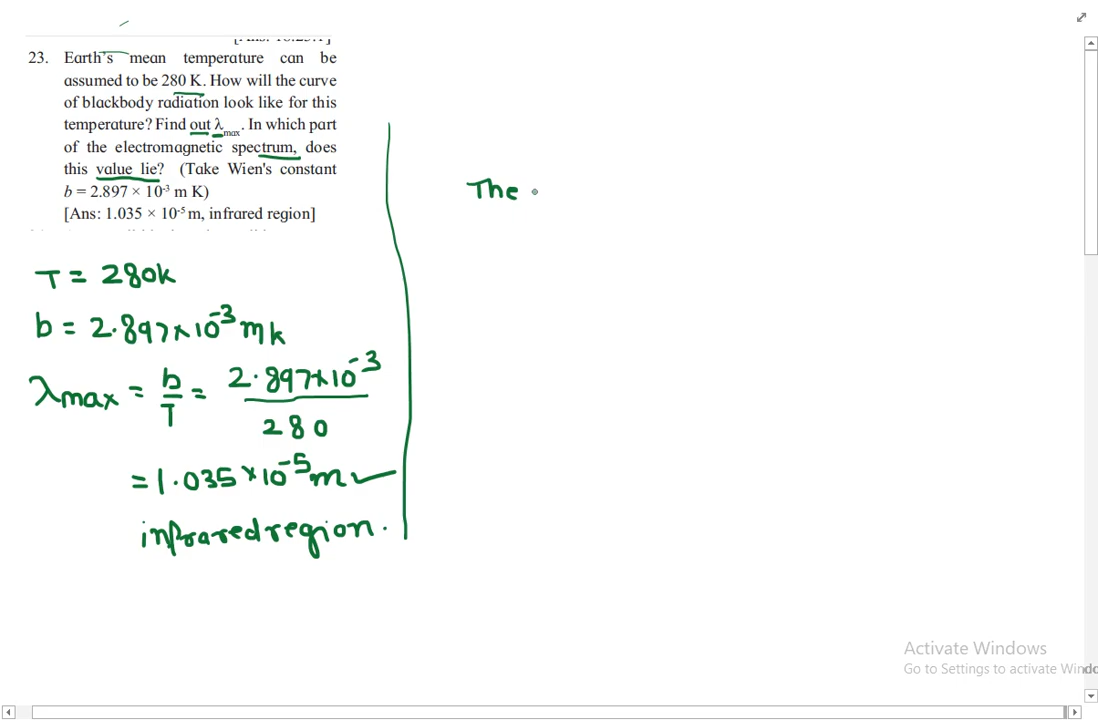 23. Earth's mean temperature can be
assumed to be 280 K. How will the curve
of blackbody radiation look like for this
temperature? Find out λmax. In which part
of the electromagnetic spectrum, does
this value lie? (Take Wien's constant
b = 2.897 × 10⁻³ m K)
[Ans: 1.035 × 10⁻⁵ m, infrared region]
T = 280k
b = 2.897×10⁻³ mk
λmax = b/T = 2.897×10⁻³/280
= 1.035×10⁻⁵ m
infrared region.
The
Activate Windows
Go to Settings to activate Windo